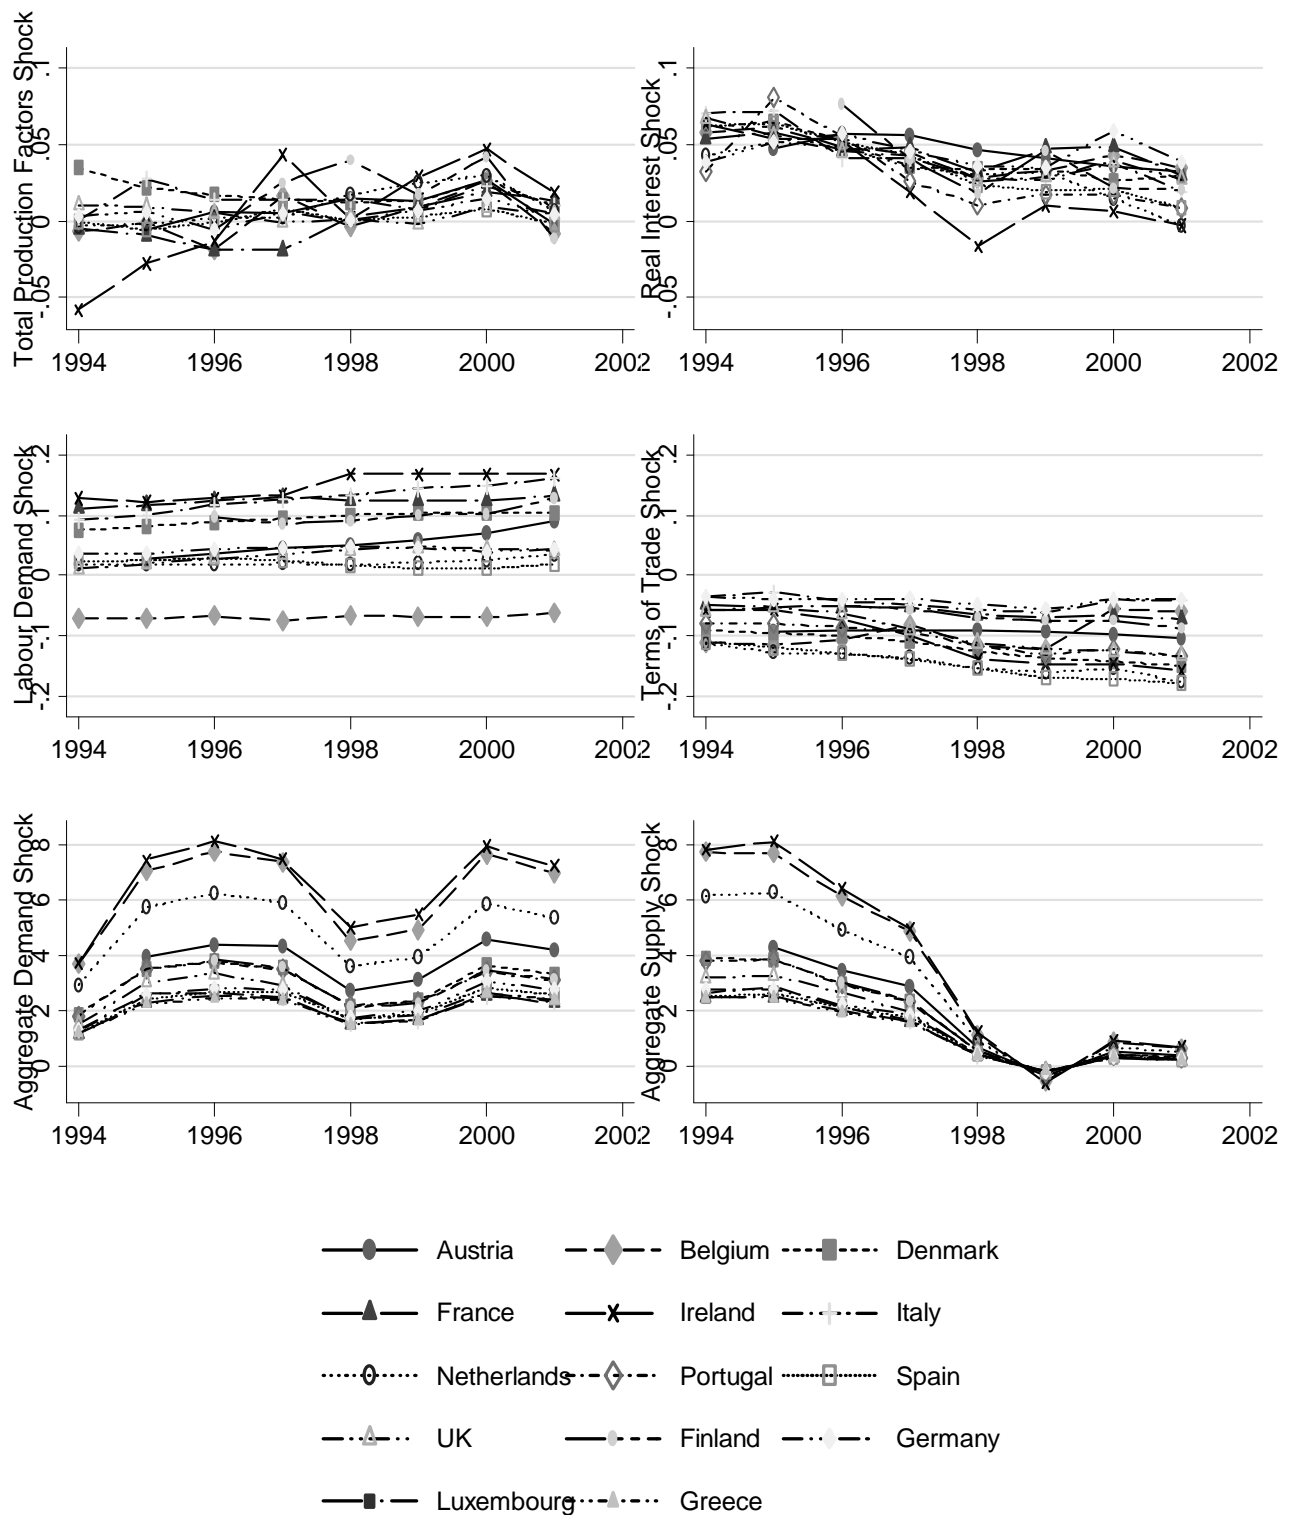 Total Production Factors Shock
.1
.05
0
-.05
1994 1996 1998 2000 2002
Real Interest Shock
.1
.05
0
-.05
1994 1996 1998 2000 2002
Labour Demand Shock
.2
.1
0
-.1
-.2
1994 1996 1998 2000 2002
Terms of Trade Shock
.2
.1
0
-.1
-.2
1994 1996 1998 2000 2002
Aggregate Demand Shock
8
6
4
2
0
1994 1996 1998 2000 2002
Aggregate Supply Shock
8
6
4
2
0
1994 1996 1998 2000 2002
Austria Belgium Denmark
France Ireland Italy
Netherlands Portugal Spain
UK Finland Germany
Luxembourg Greece